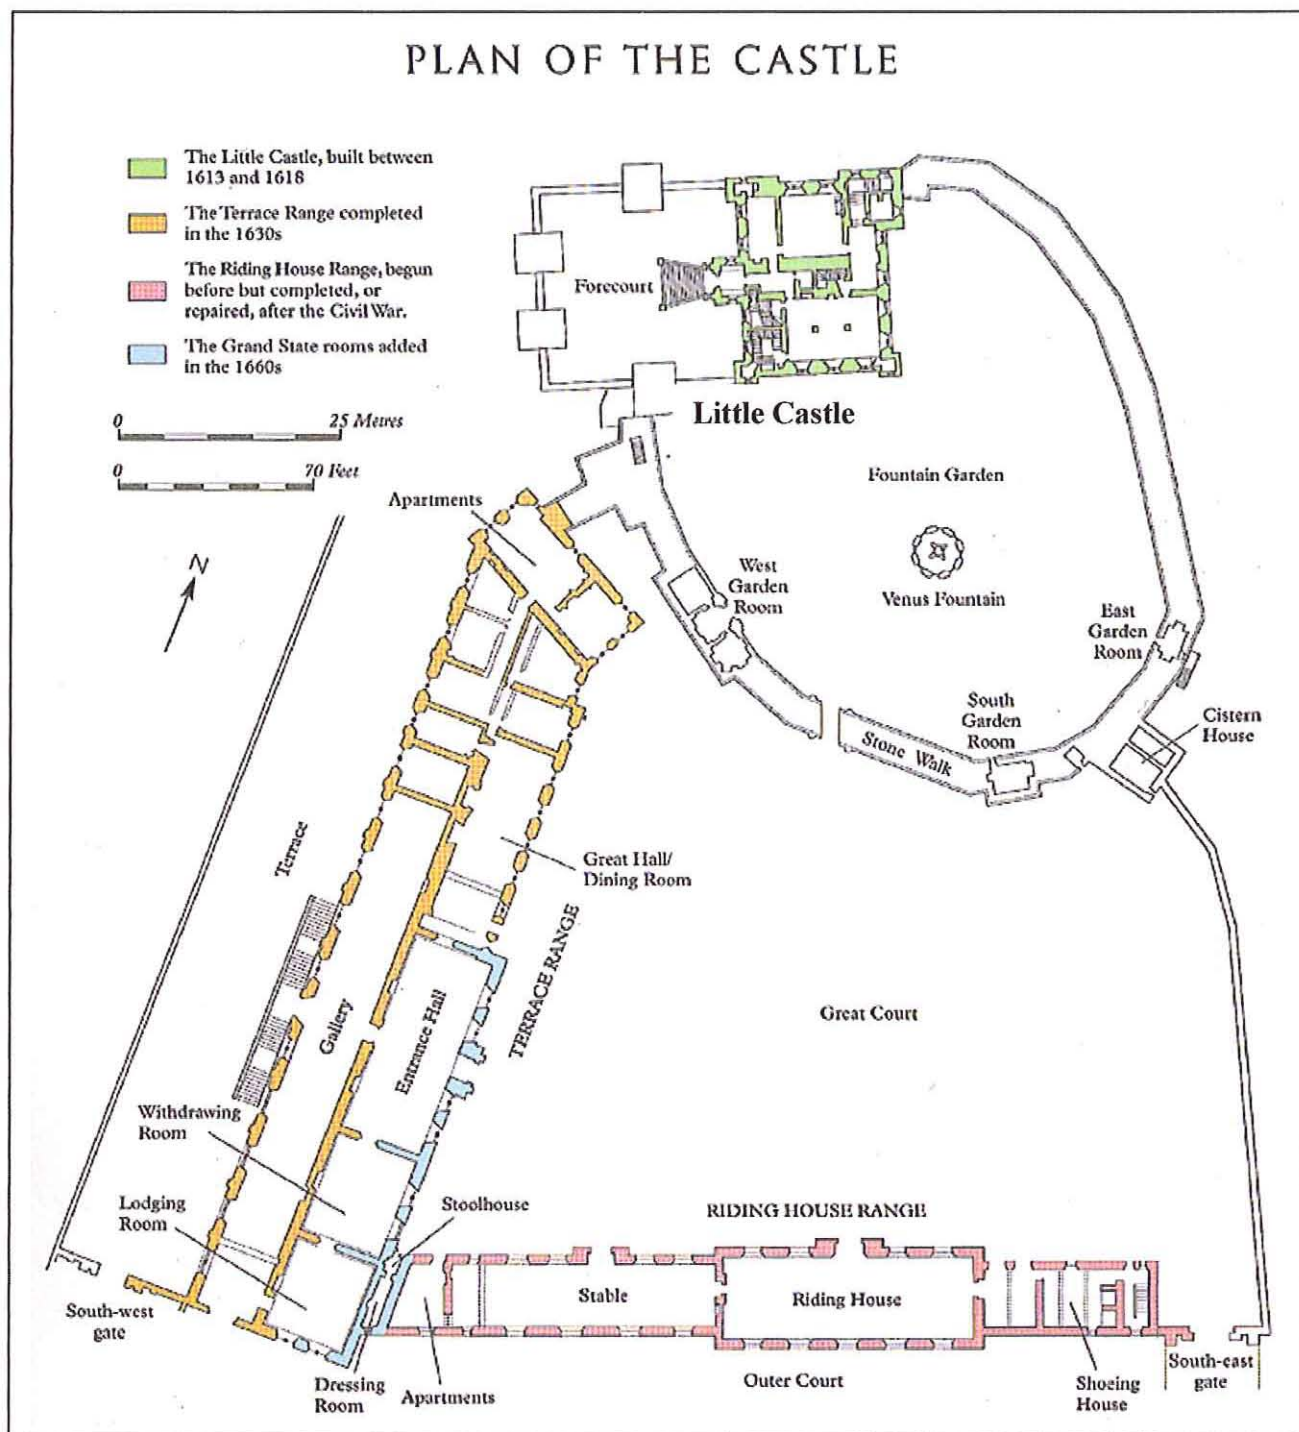 PLAN OF THE CASTLE
The Little Castle, built between
1613 and 1618
The Terrace Range completed
in the 1630s
The Riding House Range, begun
before but completed, or
repaired, after the Civil War.
The Grand State rooms added
in the 1660s
0 25 Metres
0 70 Feet
N
Forecourt
Little Castle
Fountain Garden
Venus Fountain
Apartments
West
Garden
Room
East
Garden
Room
South
Garden
Room
Cistern
House
Stone Walk
Terrace
Great Hall/
Dining Room
TERRACE RANGE
Gallery
Entrance Hall
Great Court
Withdrawing
Room
Lodging
Room
Stoolhouse
RIDING HOUSE RANGE
Stable
Riding House
South-west
gate
Dressing
Room
Apartments
Outer Court
Shoeing
House
South-east
gate